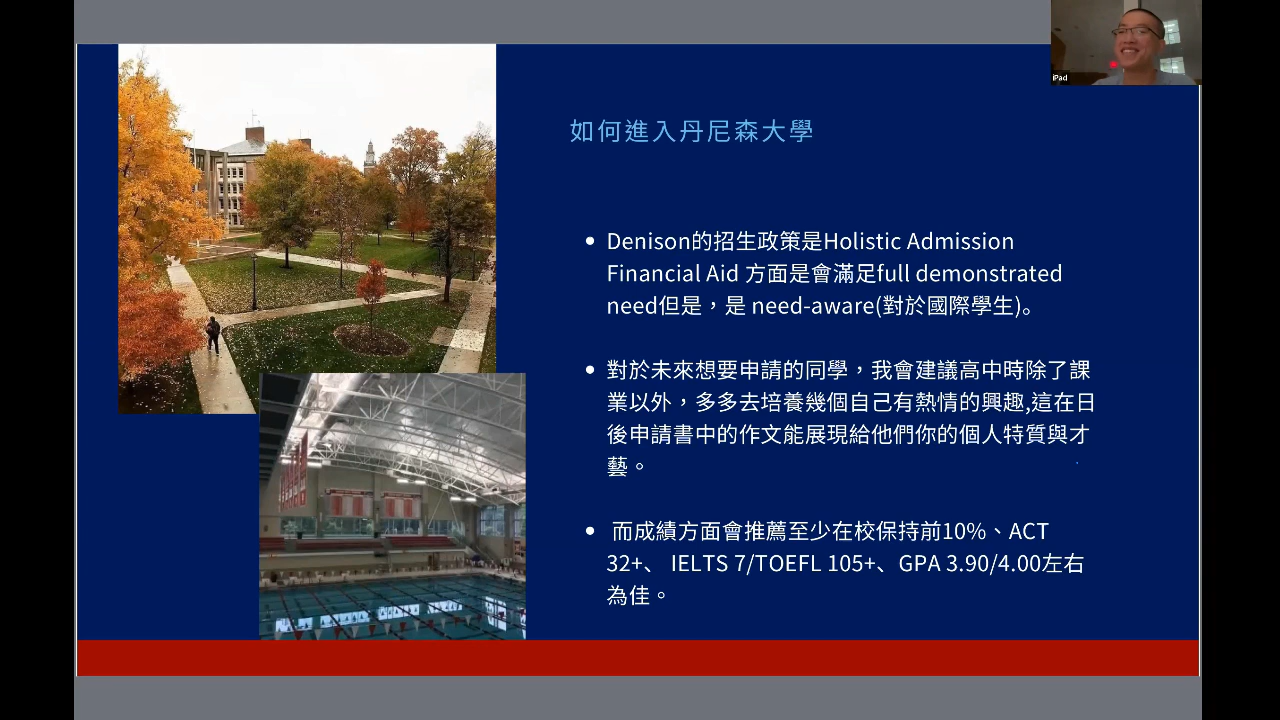 iPad
如何進入丹尼森大學
Denison的招生政策是Holistic Admission
Financial Aid 方面是會滿足full demonstrated
need但是，是 need-aware(對於國際學生)。
對於未來想要申請的同學，我會建議高中時除了課
業以外，多多去培養幾個自己有熱情的興趣,這在日
後申請書中的作文能展現給他們你的個人特質與才
藝。
而成績方面會推薦至少在校保持前10%、ACT
32+、 IELTS 7/TOEFL 105+、GPA 3.90/4.00左右
為佳。